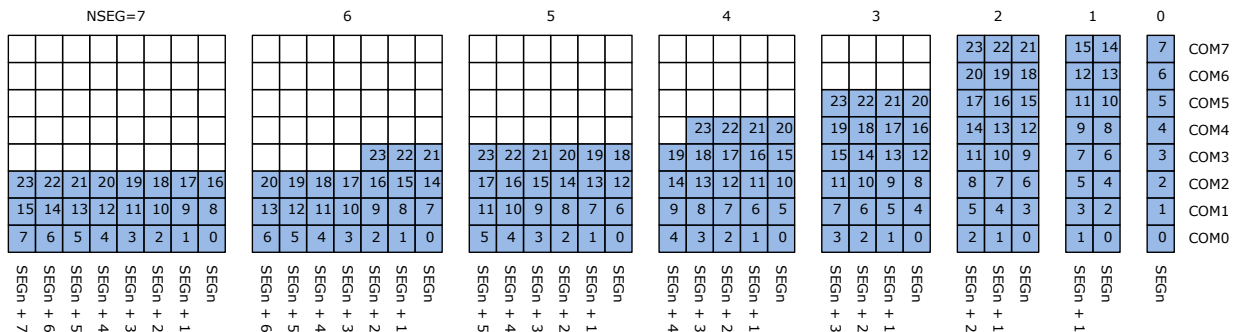 NSEG=7 6 5 4 3 2 1 0
23 22 21 15 14 7 COM7
20 19 18 12 13 6 COM6
23 22 21 20 17 16 15 11 10 5 COM5
23 22 21 20 19 18 17 16 14 13 12 9 8 4 COM4
23 22 21 23 22 21 20 19 18 19 18 17 16 15 15 14 13 12 11 10 9 7 6 3 COM3
23 22 21 20 19 18 17 16 20 19 18 17 16 15 14 17 16 15 14 13 12 14 13 12 11 10 11 10 9 8 8 7 6 5 4 2 COM2
15 14 13 12 11 10 9 8 13 12 11 10 9 8 7 11 10 9 8 7 6 9 8 7 6 5 7 6 5 4 5 4 3 3 2 1 COM1
7 6 5 4 3 2 1 0 6 5 4 3 2 1 0 5 4 3 2 1 0 4 3 2 1 0 3 2 1 0 2 1 0 1 0 0 COM0
SEGn + 7
SEGn + 6
SEGn + 5
SEGn + 4
SEGn + 3
SEGn + 2
SEGn + 1
SEGn
SEGn + 6
SEGn + 5
SEGn + 4
SEGn + 3
SEGn + 2
SEGn + 1
SEGn
SEGn + 5
SEGn + 4
SEGn + 3
SEGn + 2
SEGn + 1
SEGn
SEGn + 4
SEGn + 3
SEGn + 2
SEGn + 1
SEGn
SEGn + 3
SEGn + 2
SEGn + 1
SEGn
SEGn + 2
SEGn + 1
SEGn
SEGn + 1
SEGn
SEGn